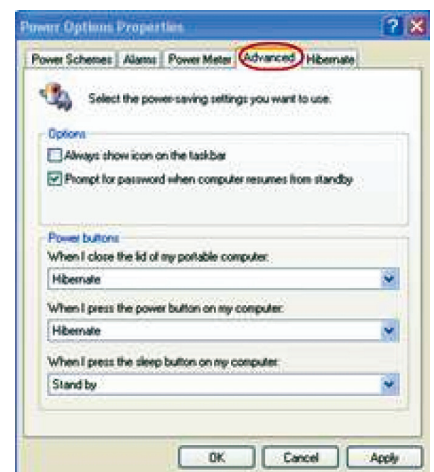 Power Options Properties
Power Schemes Alarms Power Meter Advanced Hibernate
Select the power-saving settings you want to use.
Options
Always show icon on the taskbar
Prompt for password when computer resumes from standby
Power buttons
When I close the lid of my portable computer:
Hibernate
When I press the power button on my computer:
Hibernate
When I press the sleep button on my computer:
Stand by
OK Cancel Apply